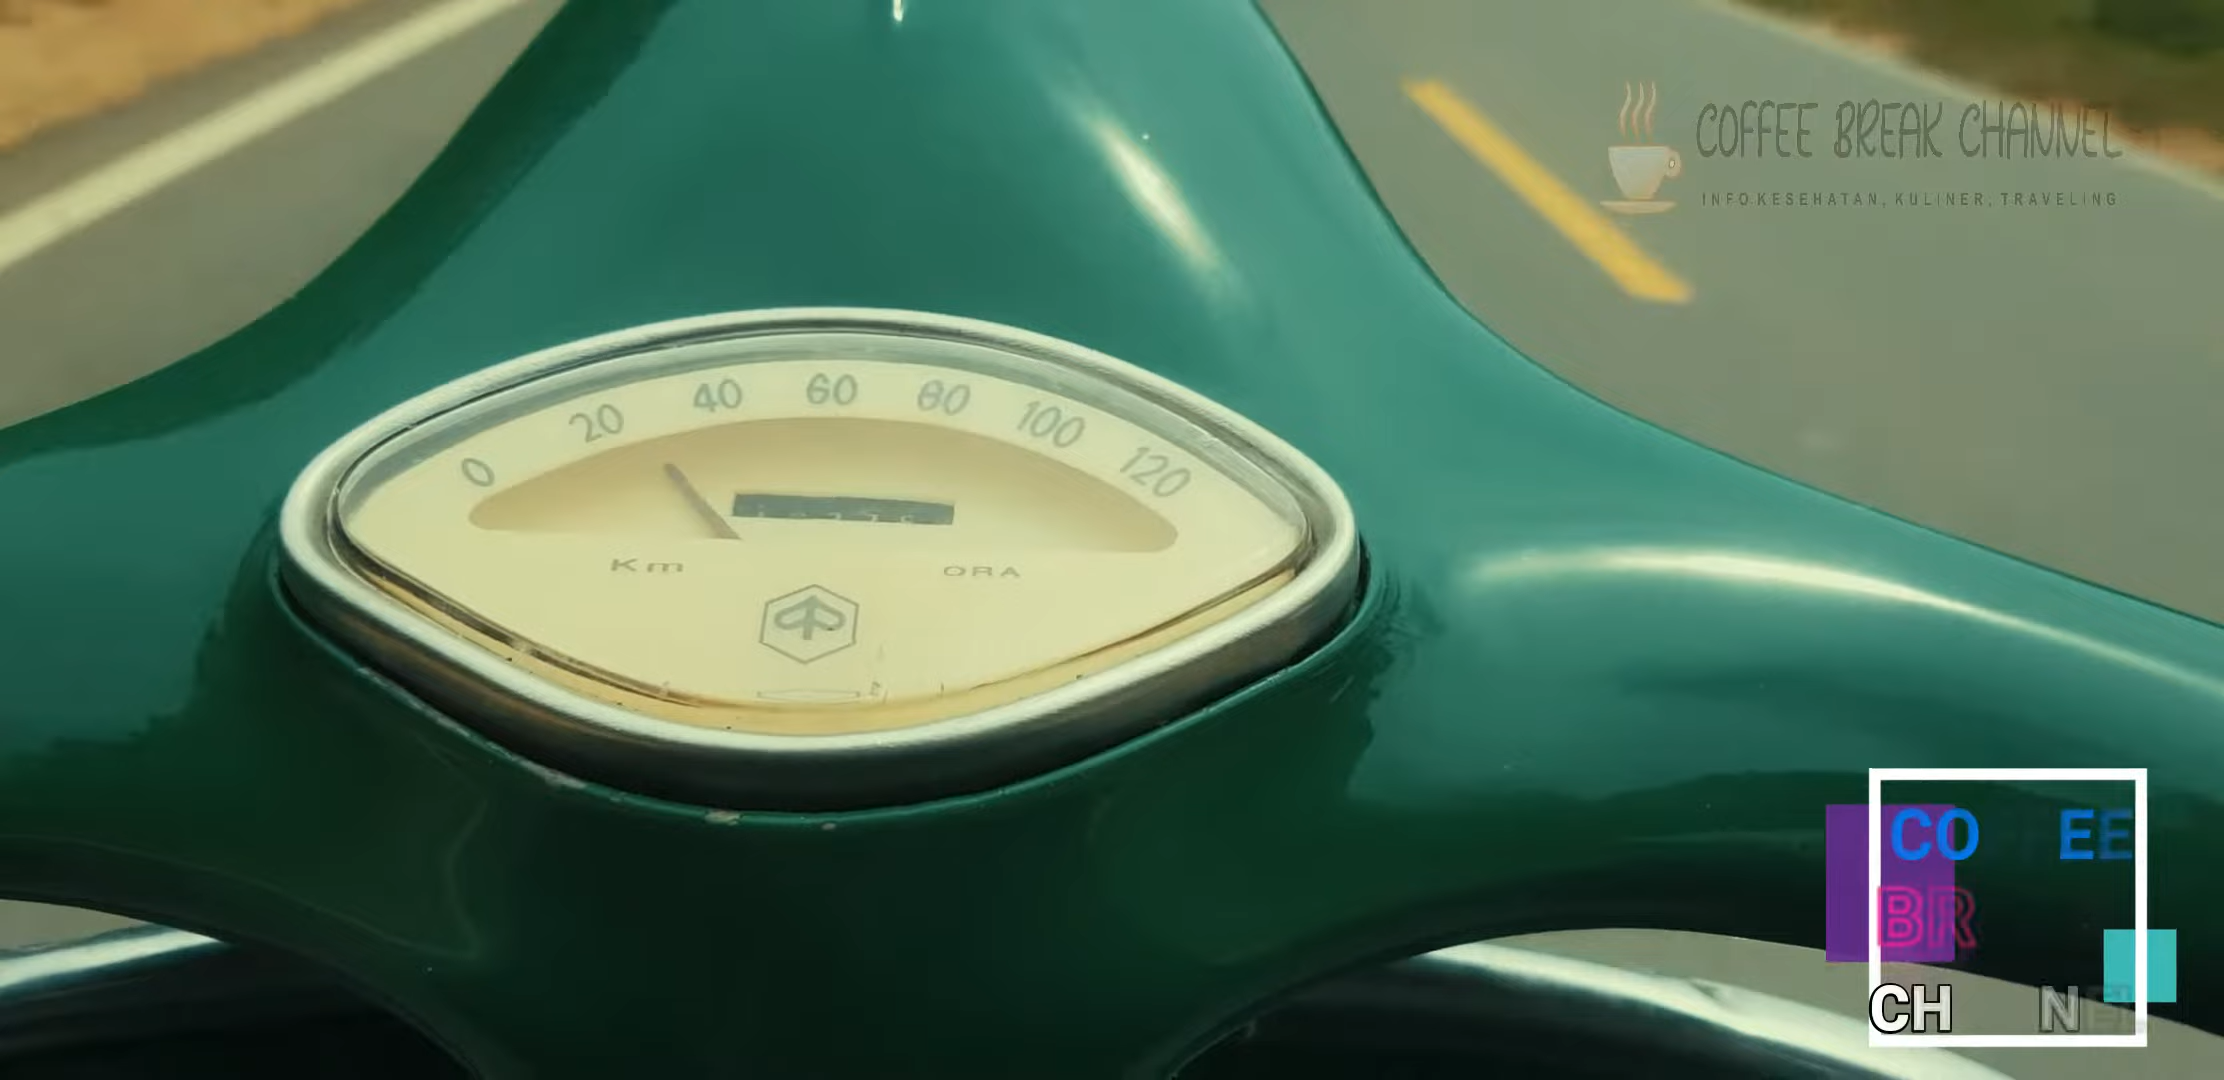 COFFEE BREAK CHANNEL
INFO KESEHATAN, KULINER, TRAVELING
0 20 40 60 80 100 120
Km ORA
CO EE
BR
CH N